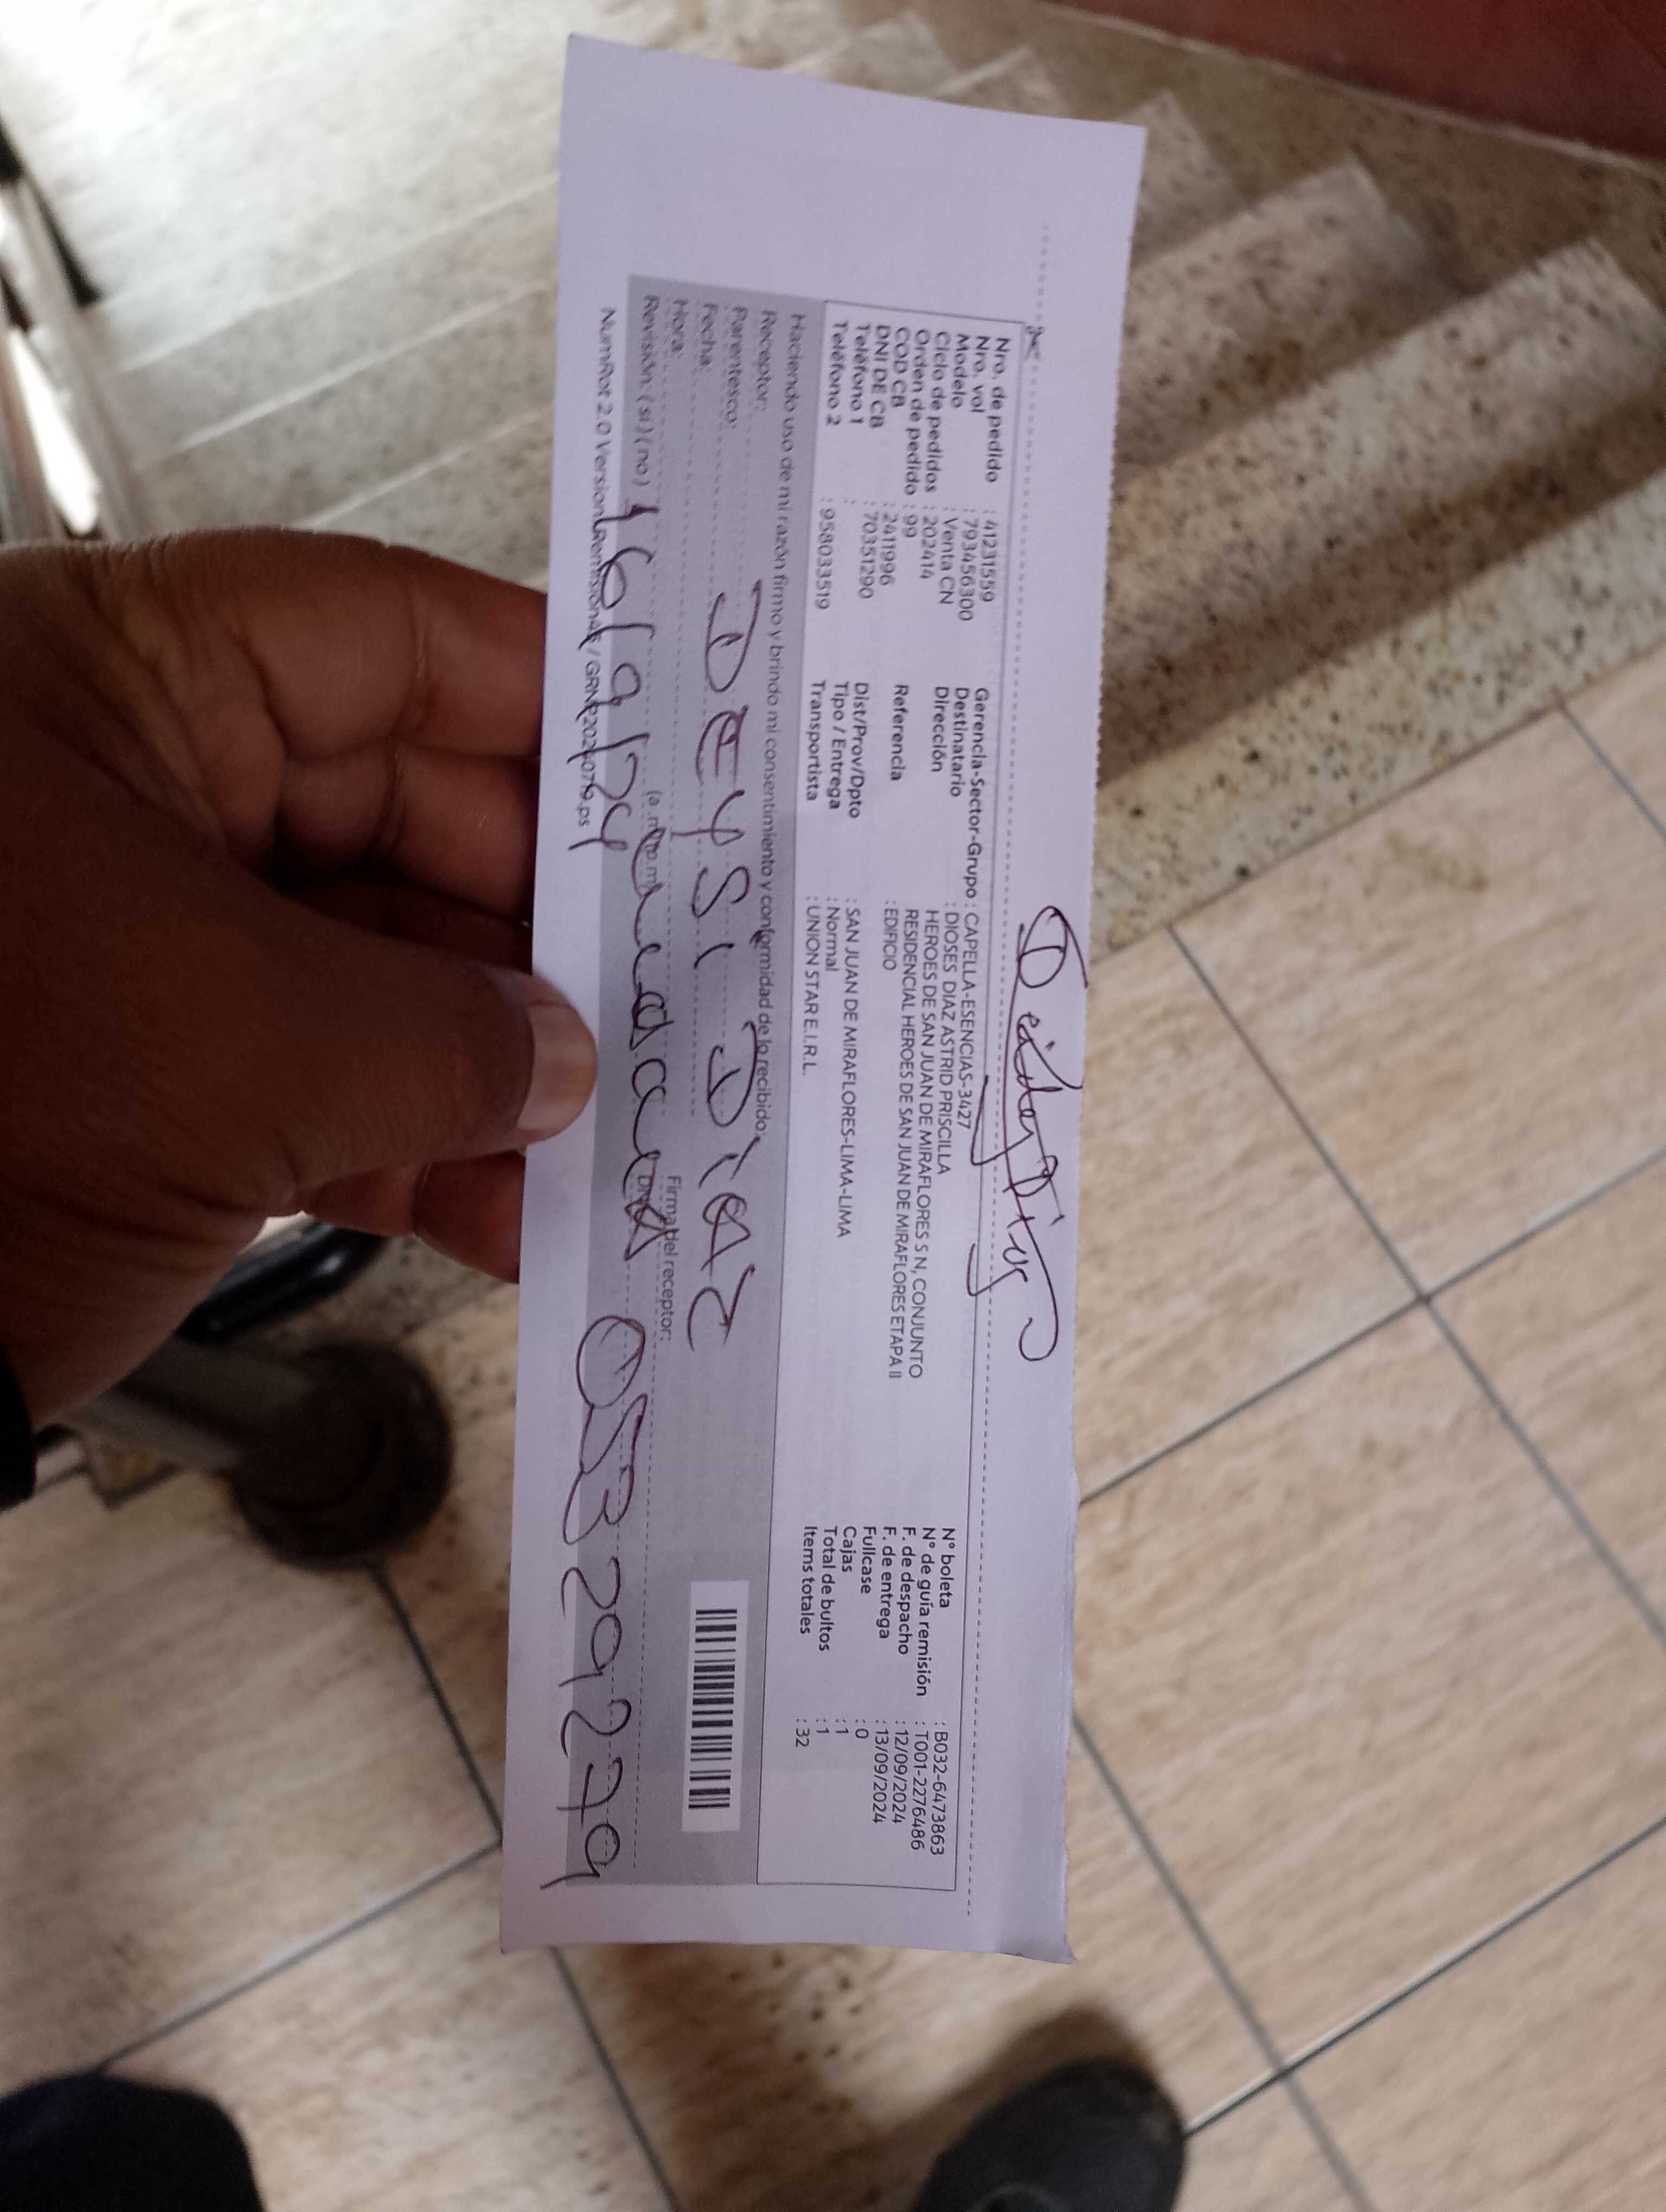 Deisy Diaz
Nro. de pedido : 41231559
Nro. vol : 793456300
Modelo : Venta CN
Ciclo de pedidos : 202414
Orden de pedido : 99
COD CB : 2411996
DNI DE CB : 70351290
Teléfono 1 :
Teléfono 2 : 958033519
Gerencia-Sector-Grupo : CAPELLA-ESENCIAS-3427
Destinatario : DIOSES DIAZ ASTRID PRISCILLA
Dirección HEROES DE SAN JUAN DE MIRAFLORES S N, CONJUNTO
RESIDENCIAL HEROES DE SAN JUAN DE MIRAFLORES ETAPA II
Referencia : EDIFICIO
Dist/Prov/Dpto : SAN JUAN DE MIRAFLORES-LIMA-LIMA
Tipo / Entrega : Normal
Transportista : UNION STAR E.I.R.L.
N° boleta : B032-6473863
N° de guía remisión : T001-2276486
F. de despacho : 12/09/2024
F. de entrega : 13/09/2024
Fullcase : 0
Cajas : 1
Total de bultos : 1
Items totales : 32
Haciendo uso de mi razón firmo y brindo mi consentimiento y conformidad de lo recibido:
Receptor:
Parentesco:
DEYSI DIAZ
Fecha:
Hora:
Firma del receptor:
Revisión: ( si ) ( no )
DNI
05329279
16/9/24
NumRot 2.0 Version